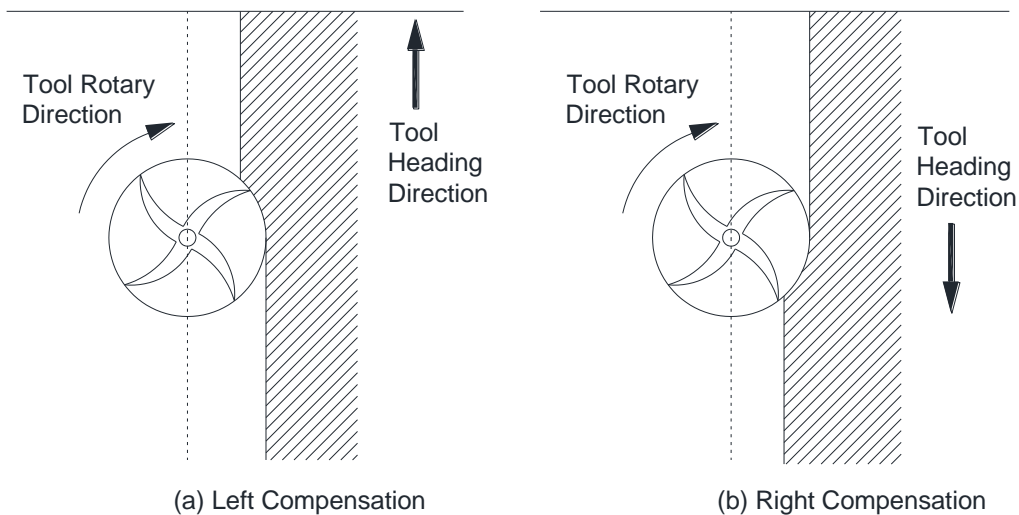 Tool Rotary
Direction
Tool
Heading
Direction
(a) Left Compensation
Tool Rotary
Direction
Tool
Heading
Direction
(b) Right Compensation